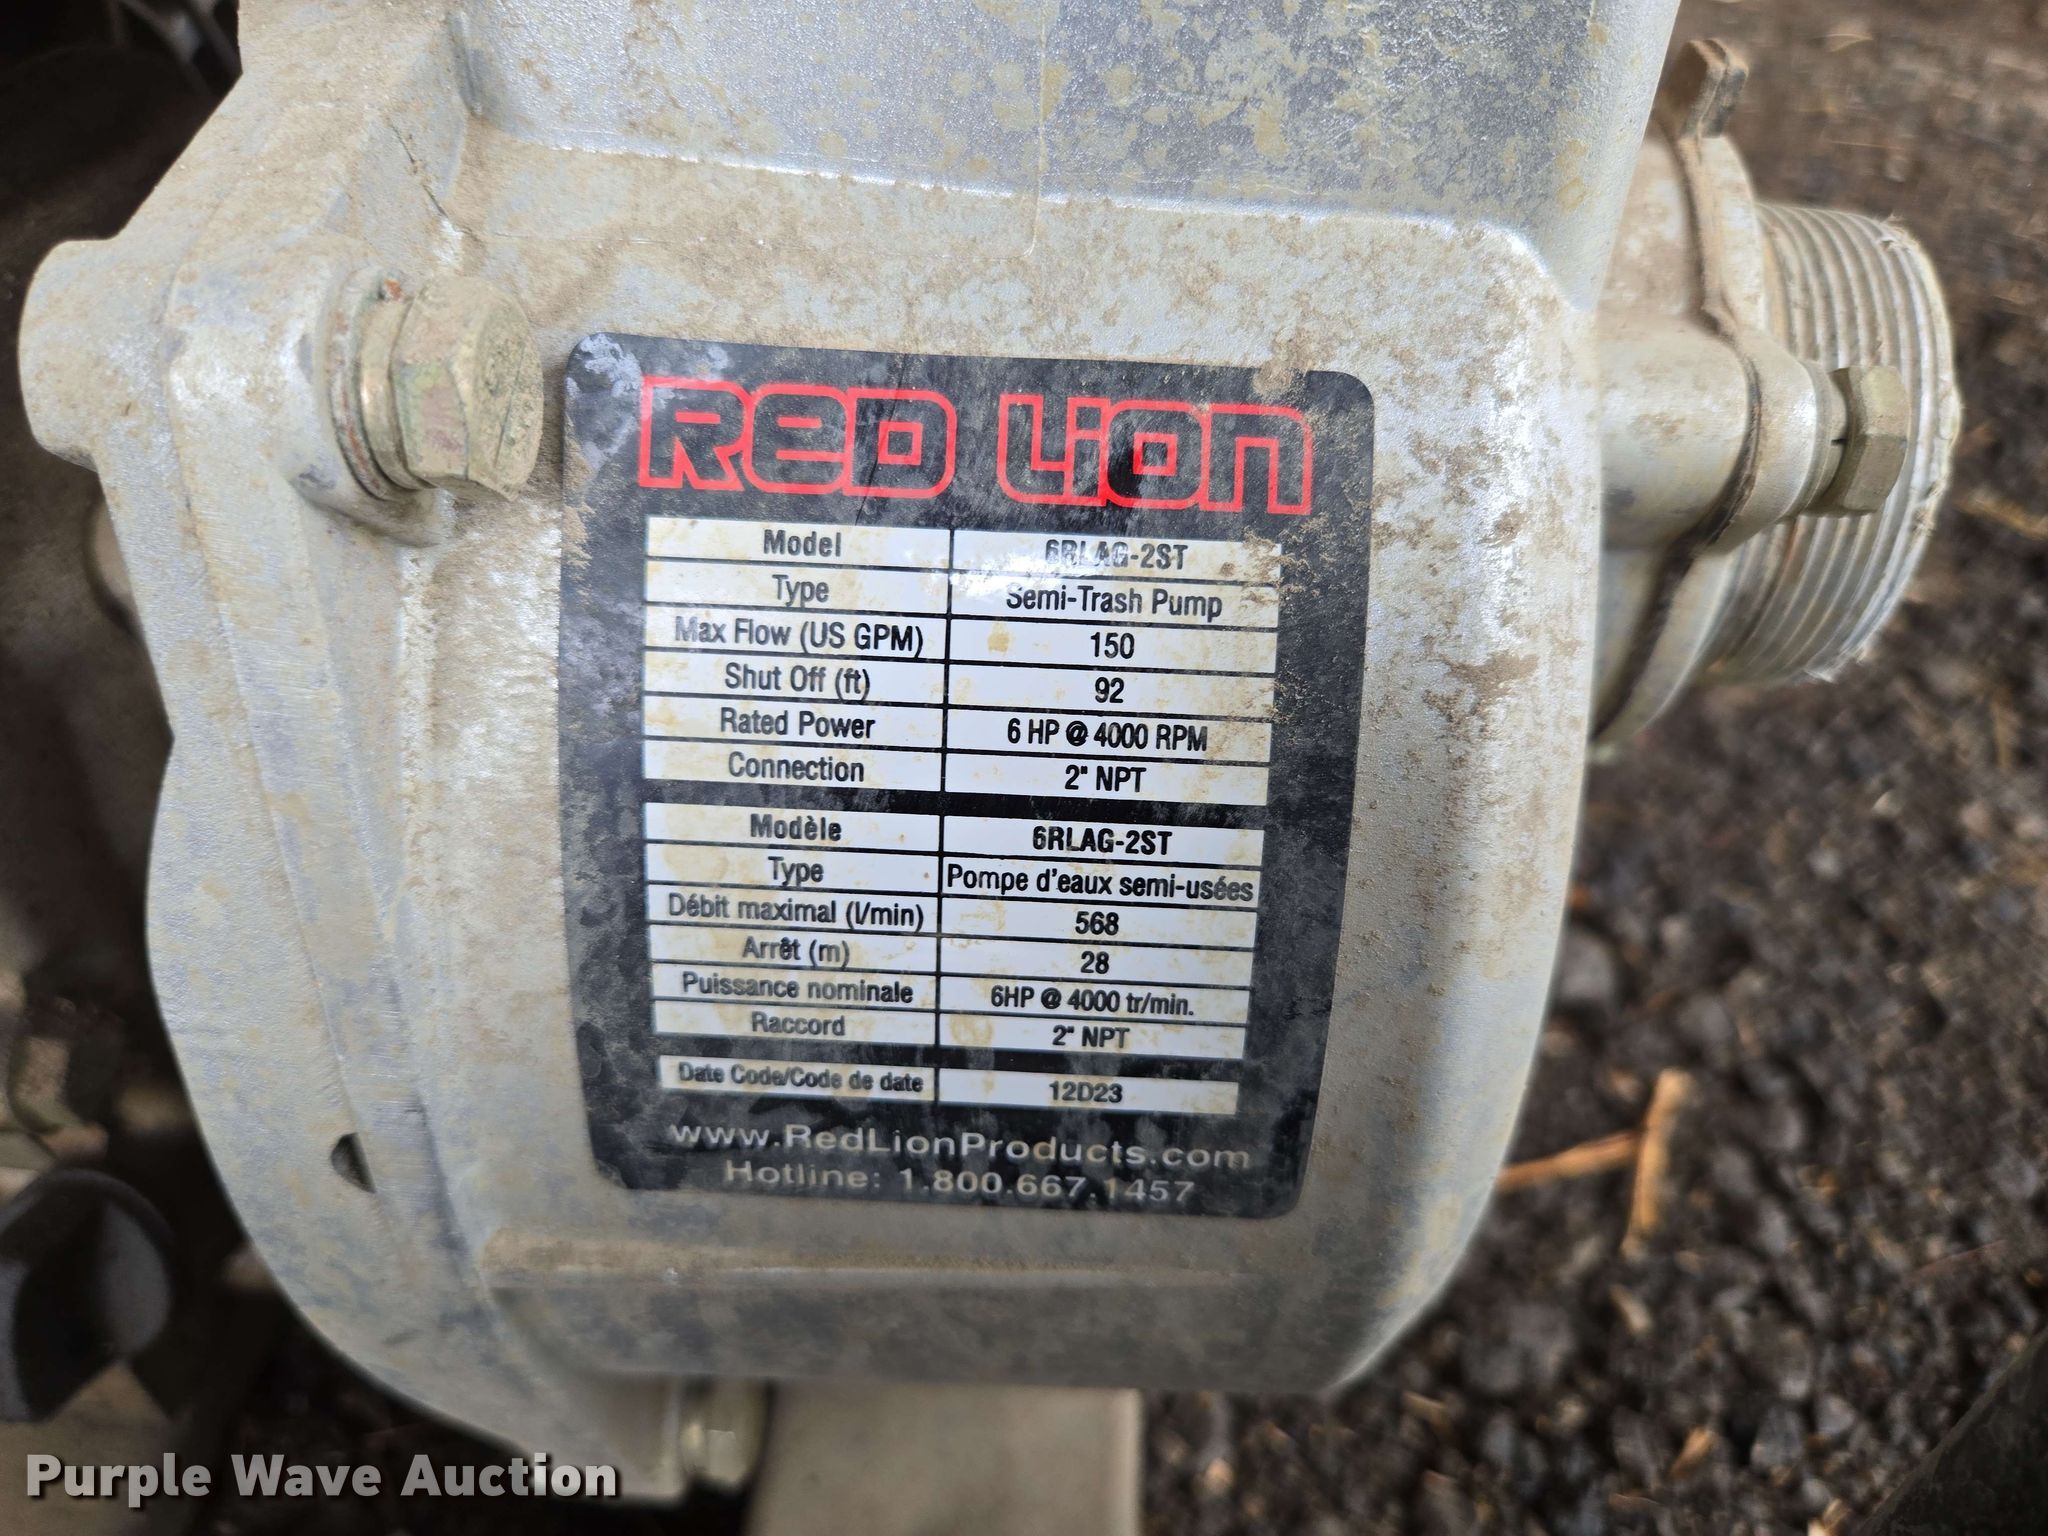 RED LION
Model 6RLAG-2ST
Type Semi-Trash Pump
Max Flow (US GPM) 150
Shut Off (ft) 92
Rated Power 6 HP @ 4000 RPM
Connection 2" NPT
Modèle 6RLAG-2ST
Type Pompe d'eaux semi-usées
Débit maximal (l/min) 568
Arrêt (m) 28
Puissance nominale 6HP @ 4000 tr/min.
Raccord 2" NPT
Date Code/Code de date 12D23
www.RedLionProducts.com
Hotline: 1.800.667.1457
Purple Wave Auction